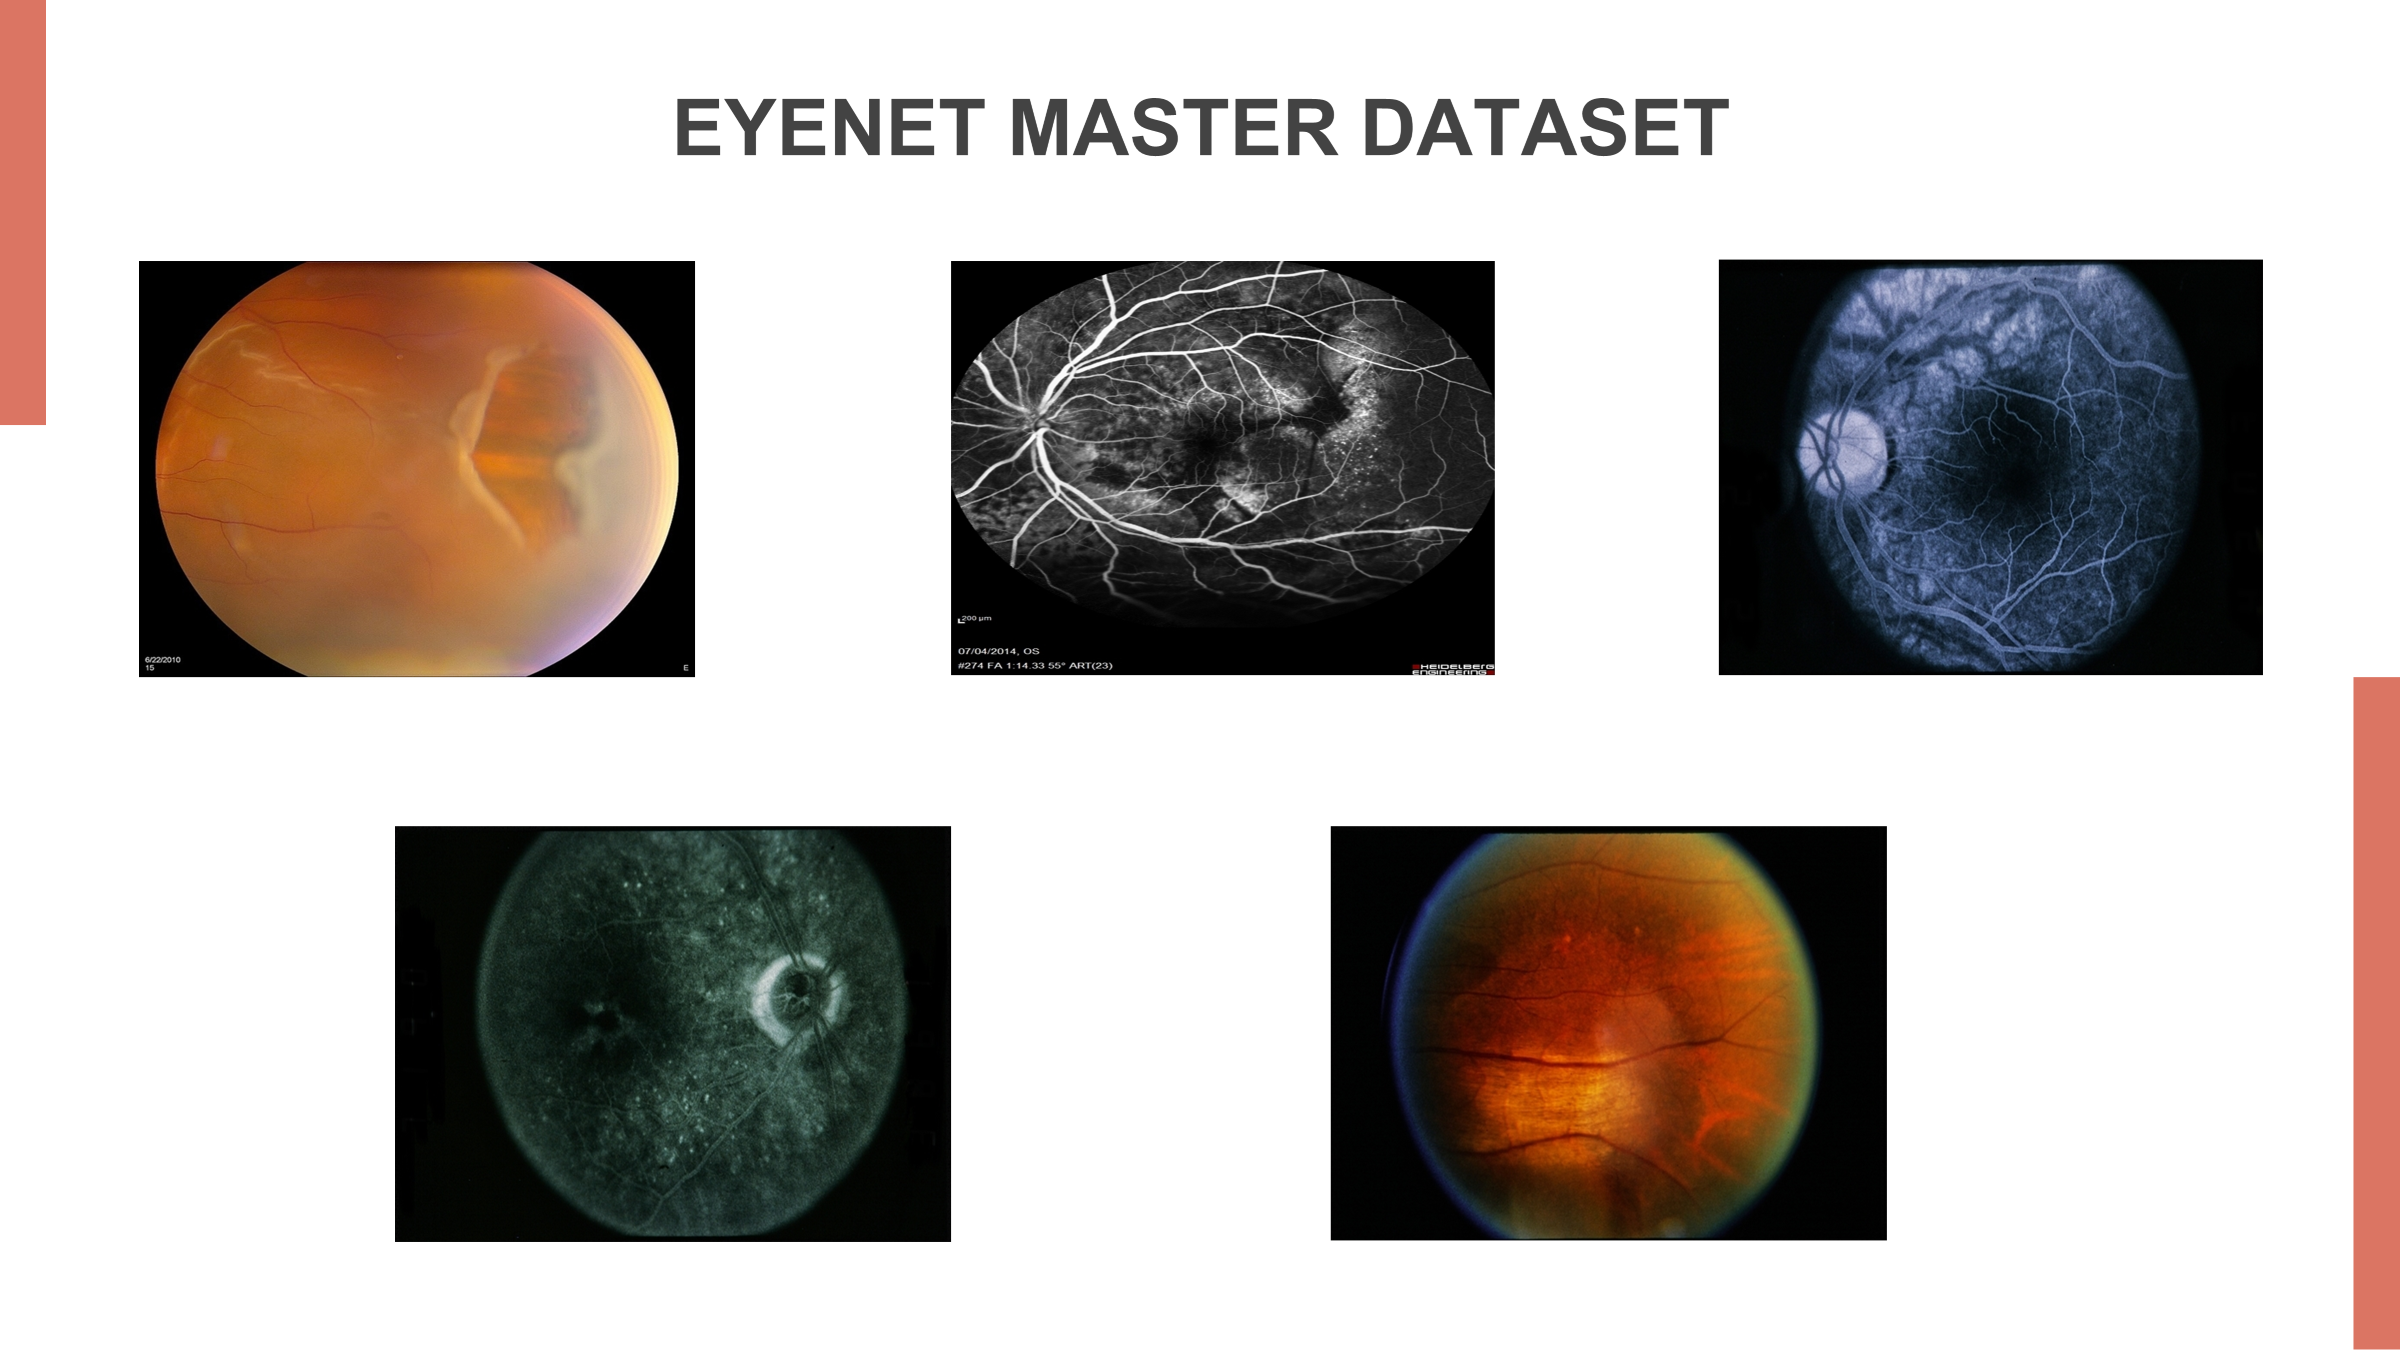 EYENET MASTER DATASET
6/22/2010
15
E
200 µm
07/04/2014, OS
#274 FA 1:14.33 55° ART(23)
HEIDELBERG
ENGINEERING